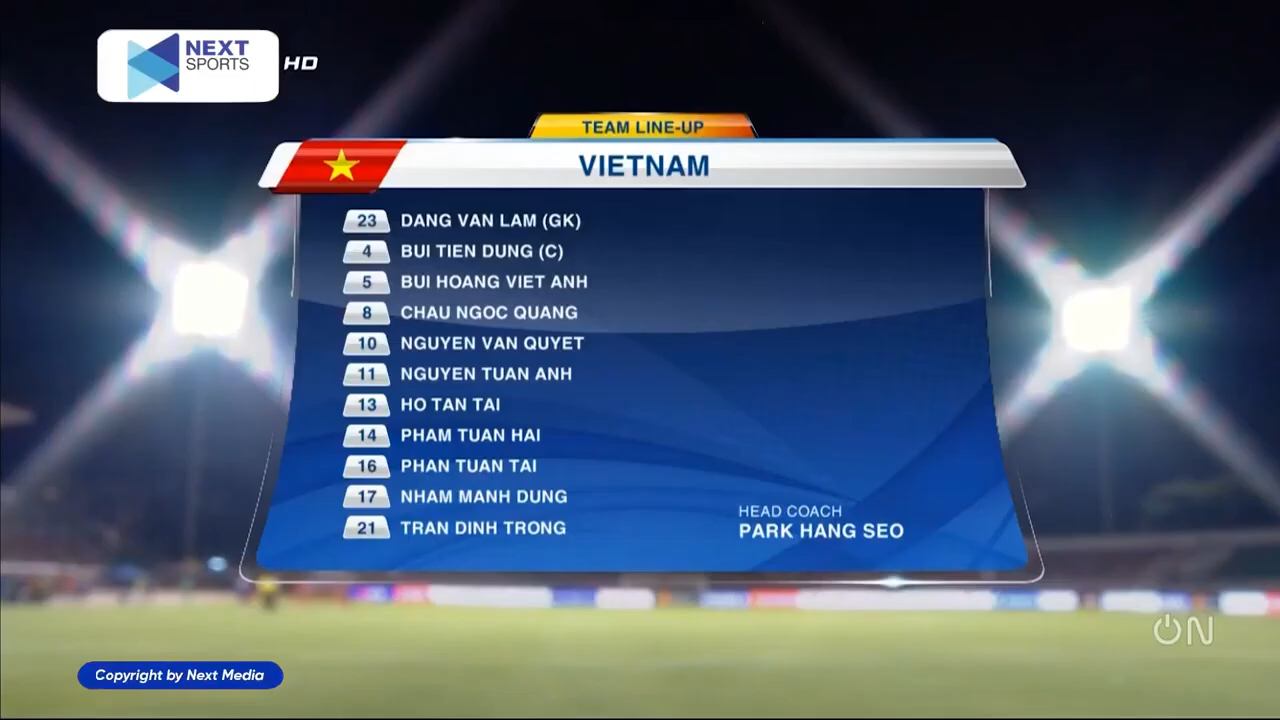 NEXT
SPORTS
HD
TEAM LINE-UP
VIETNAM
23 DANG VAN LAM (GK)
4 BUI TIEN DUNG (C)
5 BUI HOANG VIET ANH
8 CHAU NGOC QUANG
10 NGUYEN VAN QUYET
11 NGUYEN TUAN ANH
13 HO TAN TAI
14 PHAM TUAN HAI
16 PHAN TUAN TAI
17 NHAM MANH DUNG
21 TRAN DINH TRONG
HEAD COACH
PARK HANG SEO
ON
Copyright by Next Media